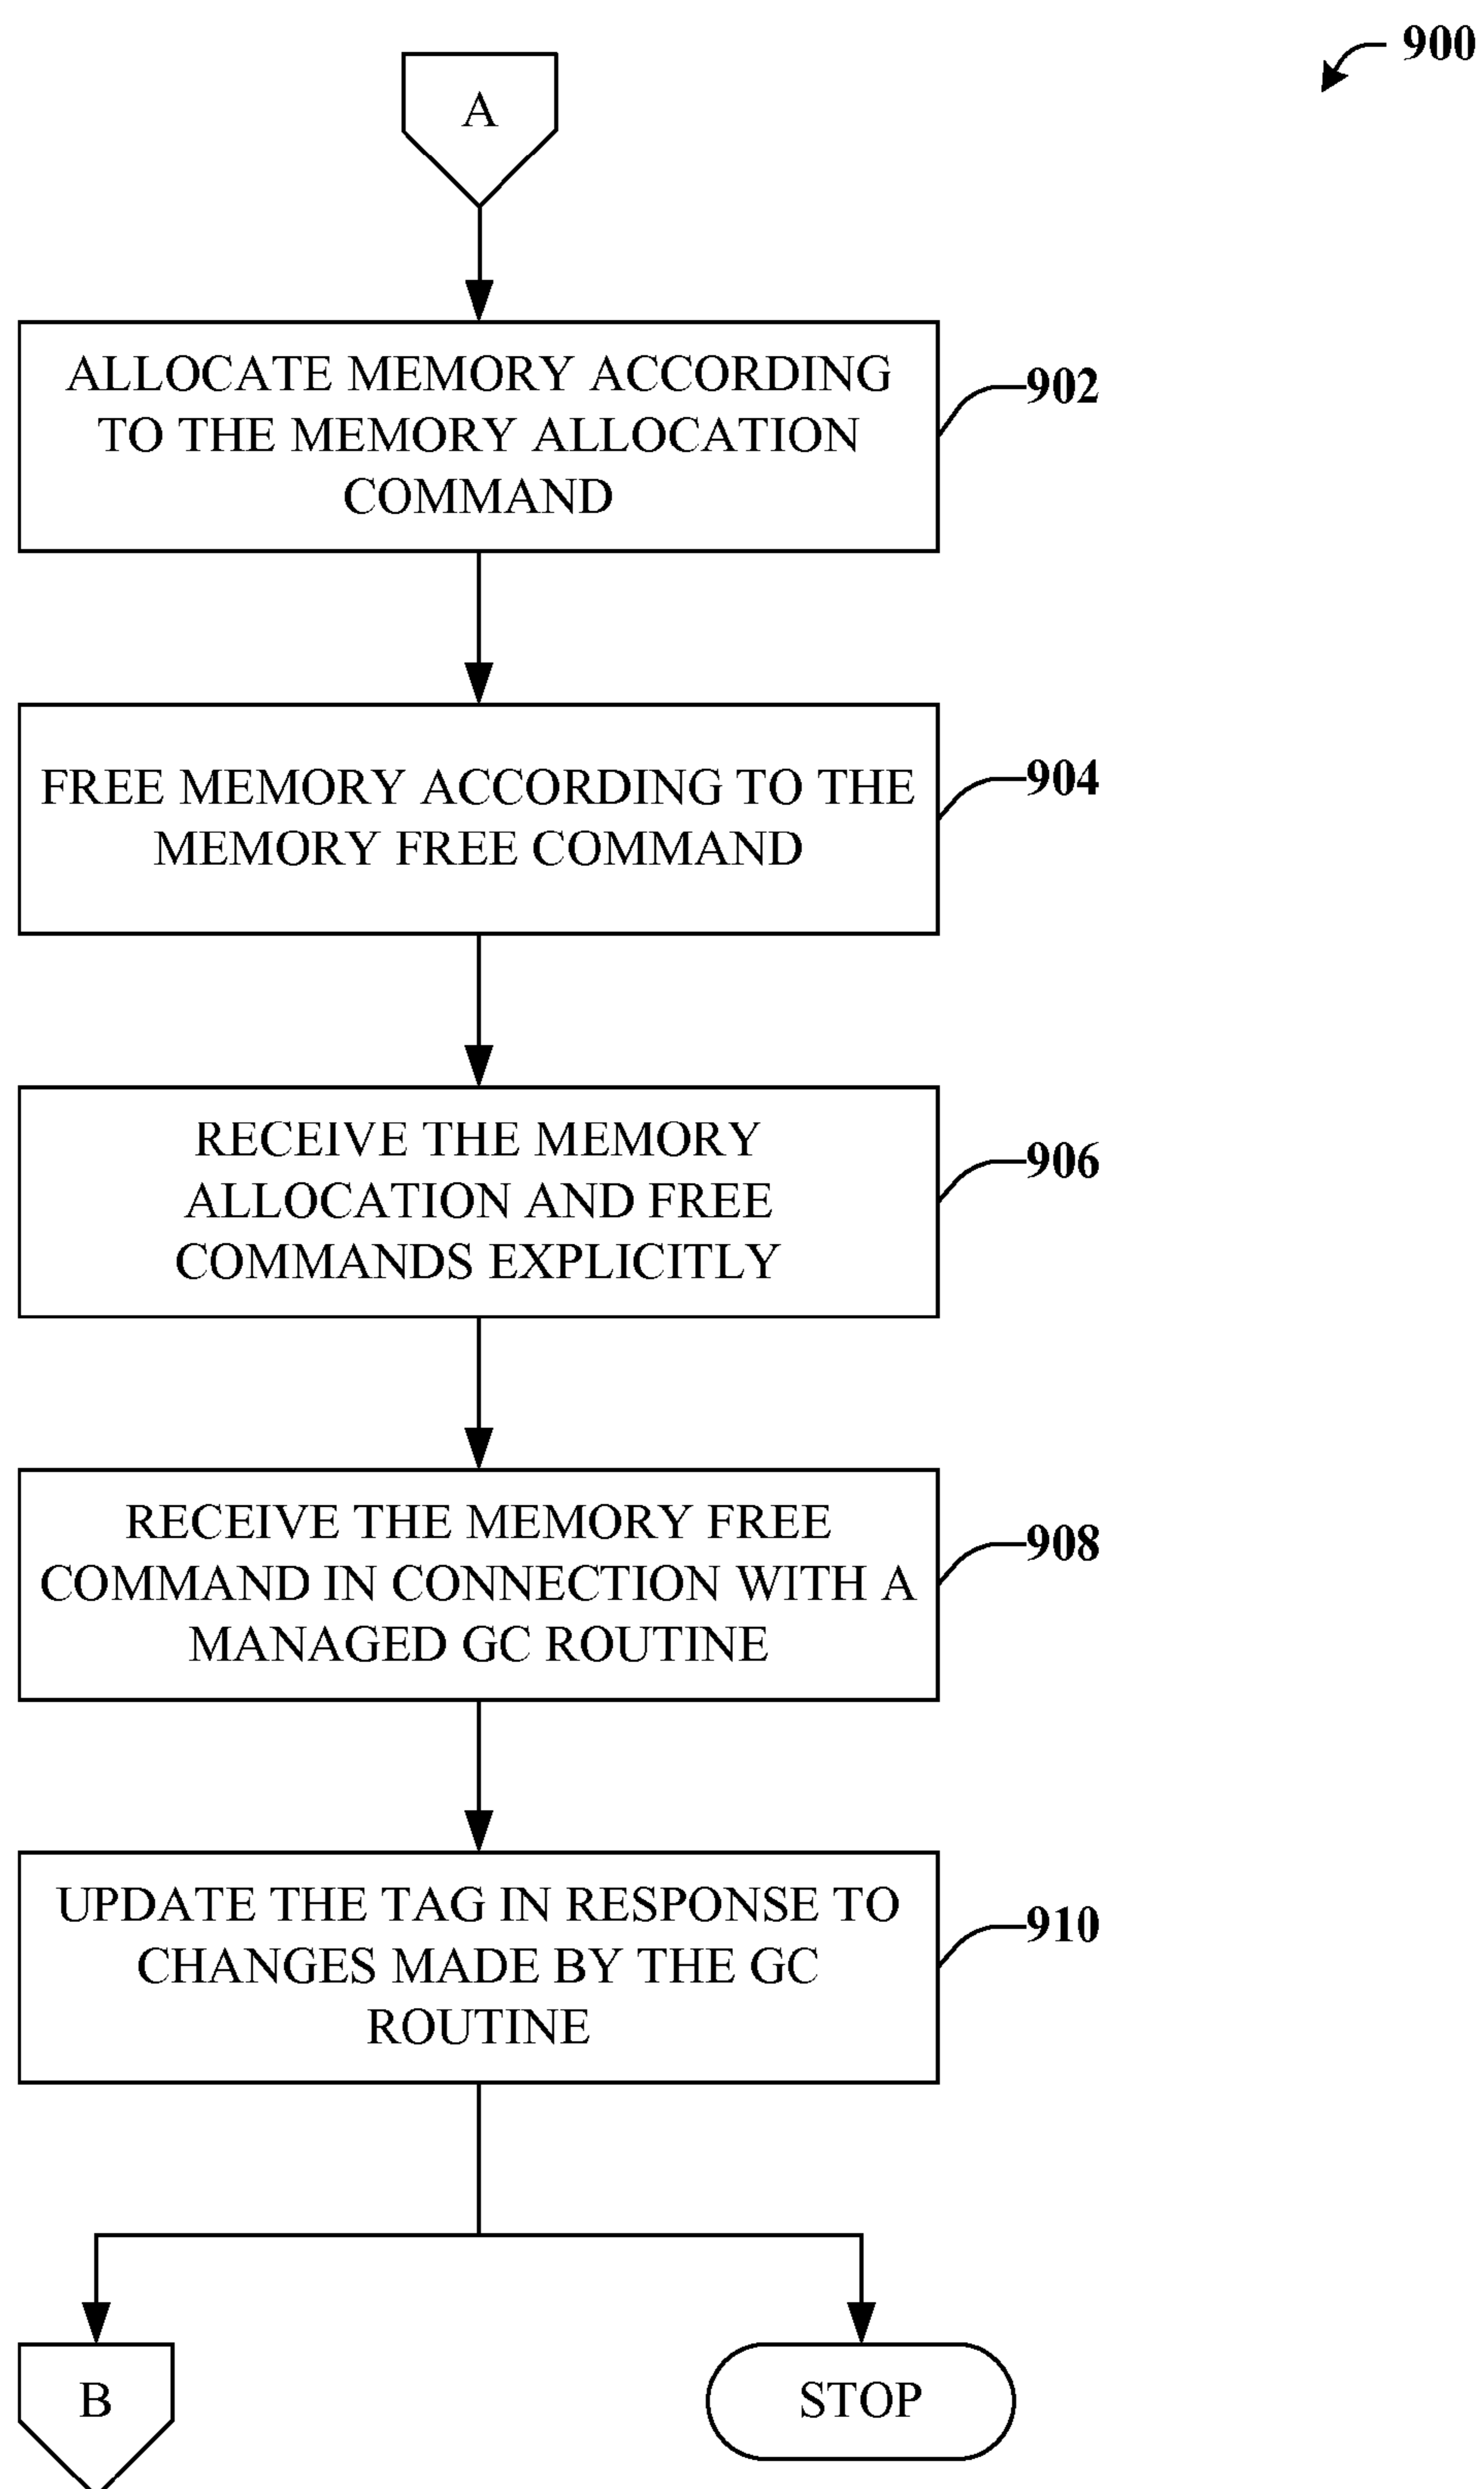 900
A
ALLOCATE MEMORY ACCORDING
TO THE MEMORY ALLOCATION
COMMAND
902
FREE MEMORY ACCORDING TO THE
MEMORY FREE COMMAND
904
RECEIVE THE MEMORY
ALLOCATION AND FREE
COMMANDS EXPLICITLY
906
RECEIVE THE MEMORY FREE
COMMAND IN CONNECTION WITH A
MANAGED GC ROUTINE
908
UPDATE THE TAG IN RESPONSE TO
CHANGES MADE BY THE GC
ROUTINE
910
B
STOP